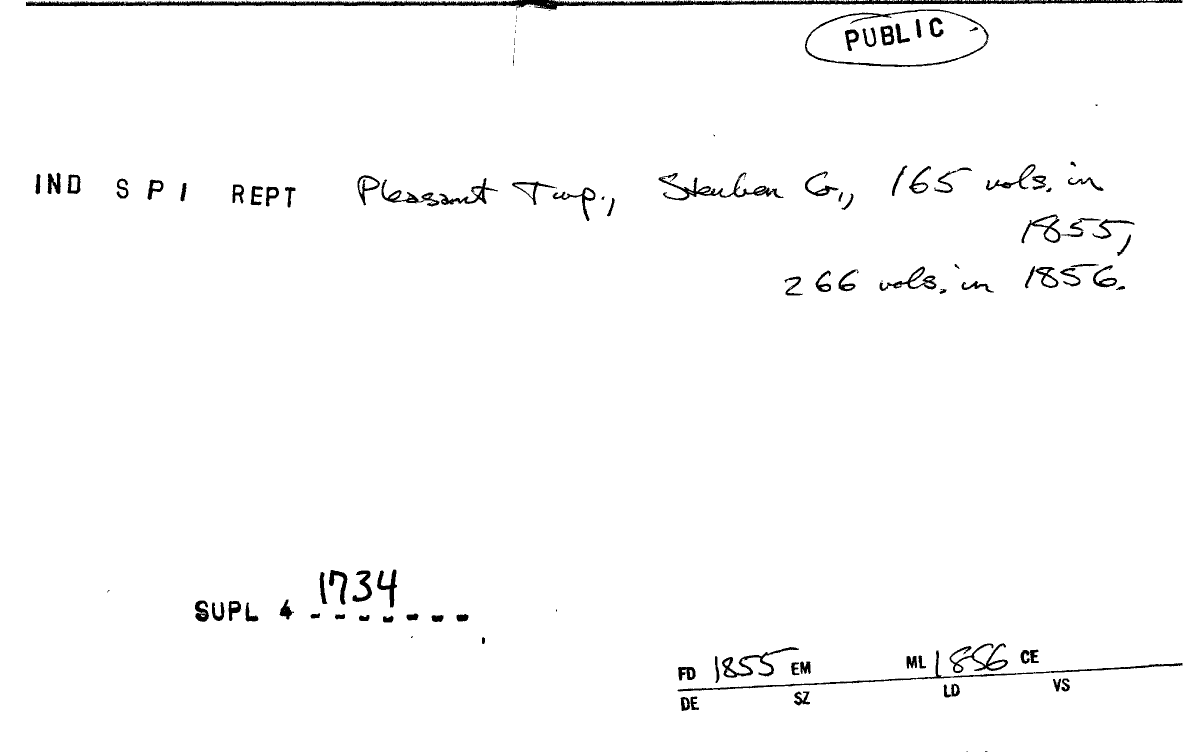 PUBLIC
IND SPI REPT Pleasant Twp., Steuben Co., 165 vols. in
1855,
266 vols. in 1856.
SUPL 4 1734
FD 1855 EM ML 1856 CE
DE SZ LD VS